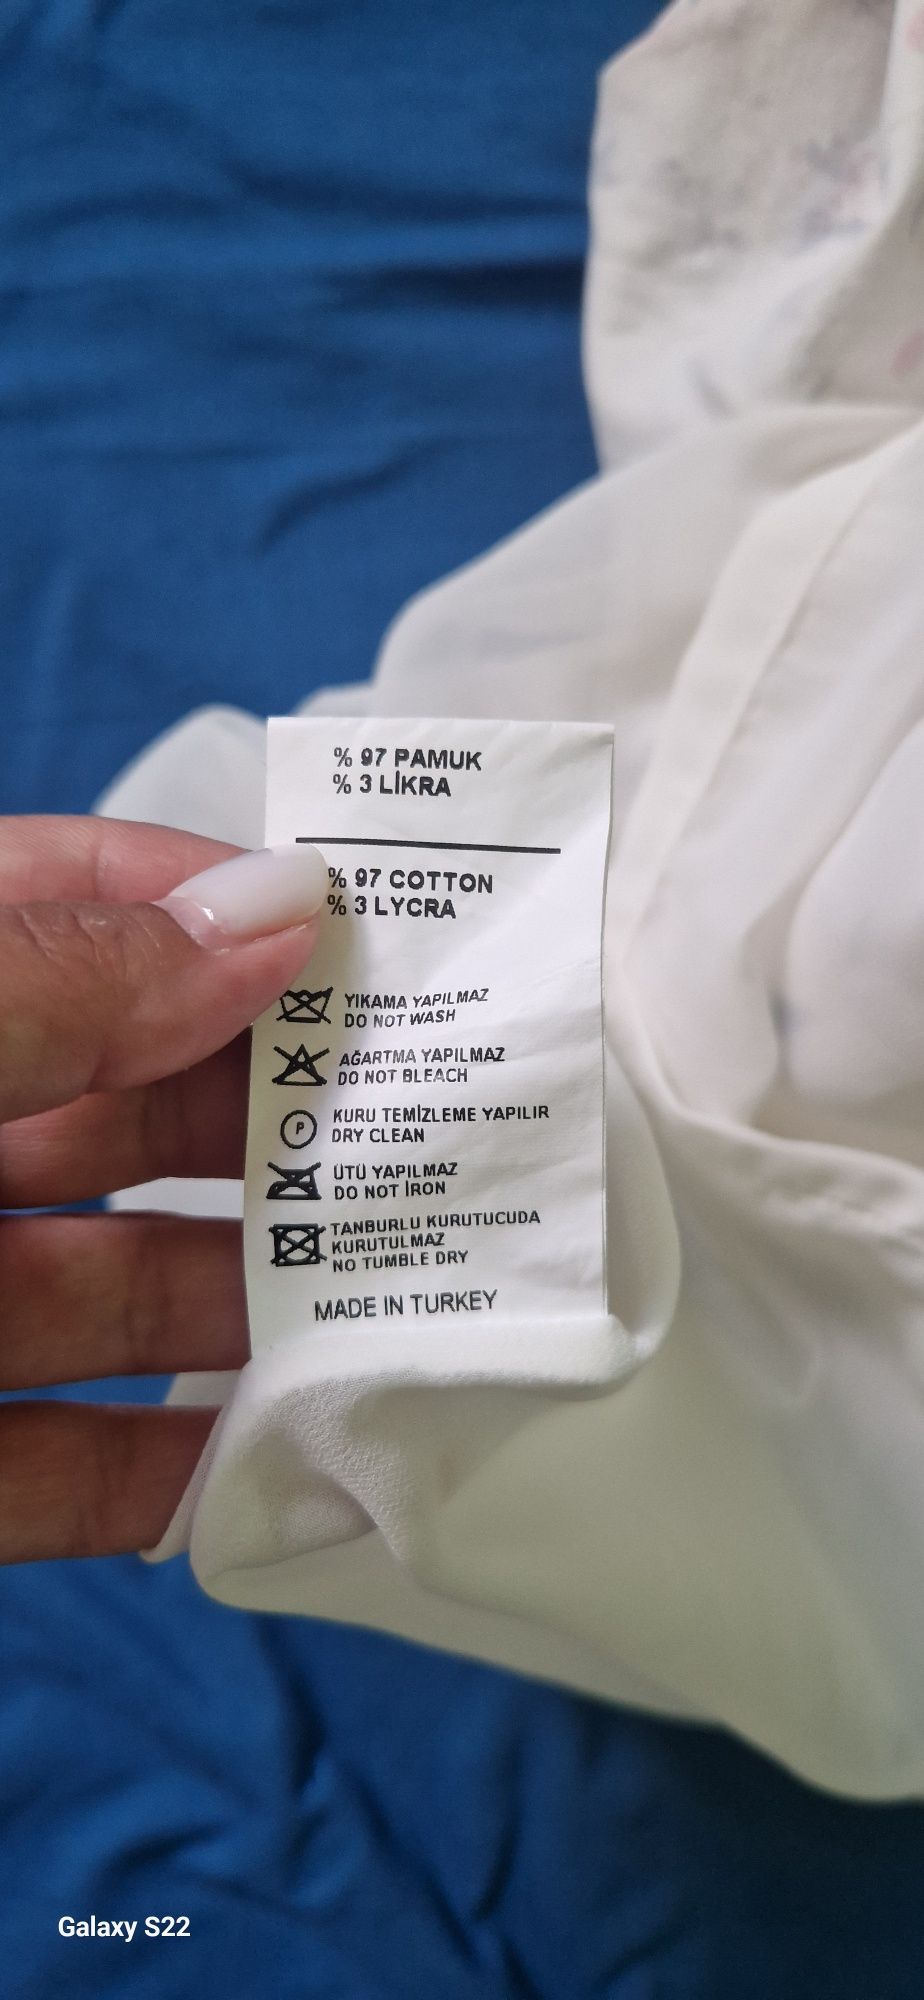 % 97 PAMUK
% 3 LİKRA
% 97 COTTON
% 3 LYCRA
YIKAMA YAPILMAZ
DO NOT WASH
AĞARTMA YAPILMAZ
DO NOT BLEACH
P
KURU TEMİZLEME YAPILIR
DRY CLEAN
ÜTÜ YAPILMAZ
DO NOT İRON
TANBURLU KURUTUCUDA
KURUTULMAZ
NO TUMBLE DRY
MADE IN TURKEY
Galaxy S22